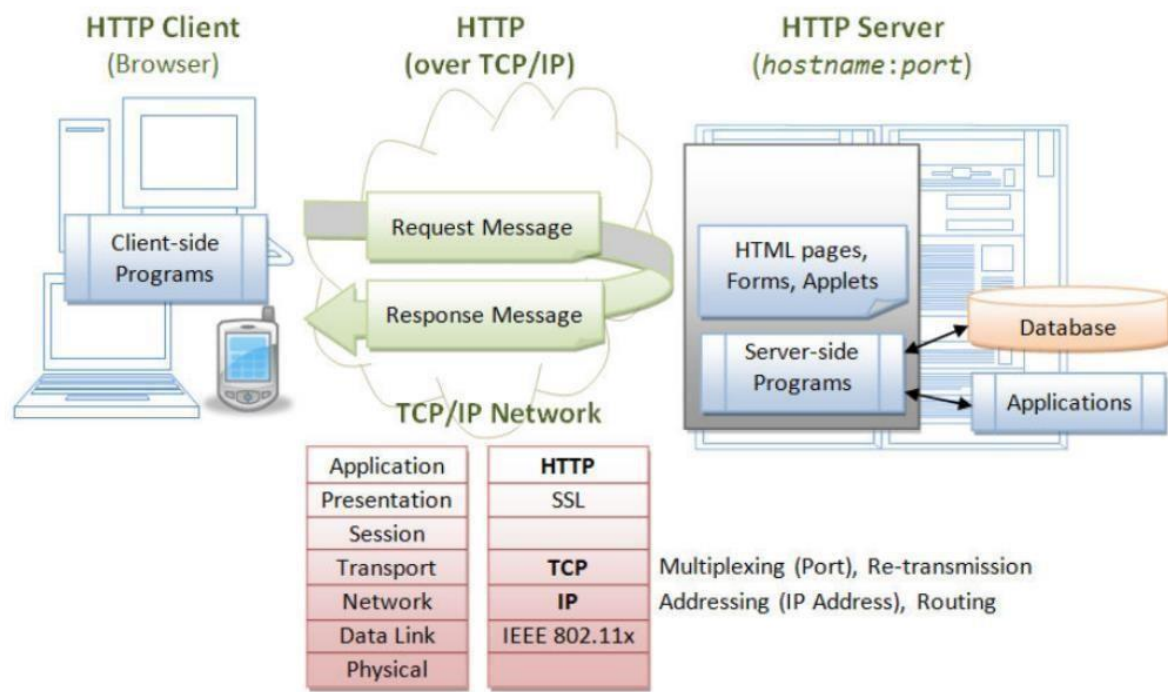 HTTP Client
(Browser)
HTTP
(over TCP/IP)
HTTP Server
(hostname:port)
Client-side
Programs
Request Message
Response Message
HTML pages,
Forms, Applets
Server-side
Programs
Database
Applications
TCP/IP Network
Application HTTP
Presentation SSL
Session
Transport TCP Multiplexing (Port), Re-transmission
Network IP Addressing (IP Address), Routing
Data Link IEEE 802.11x
Physical